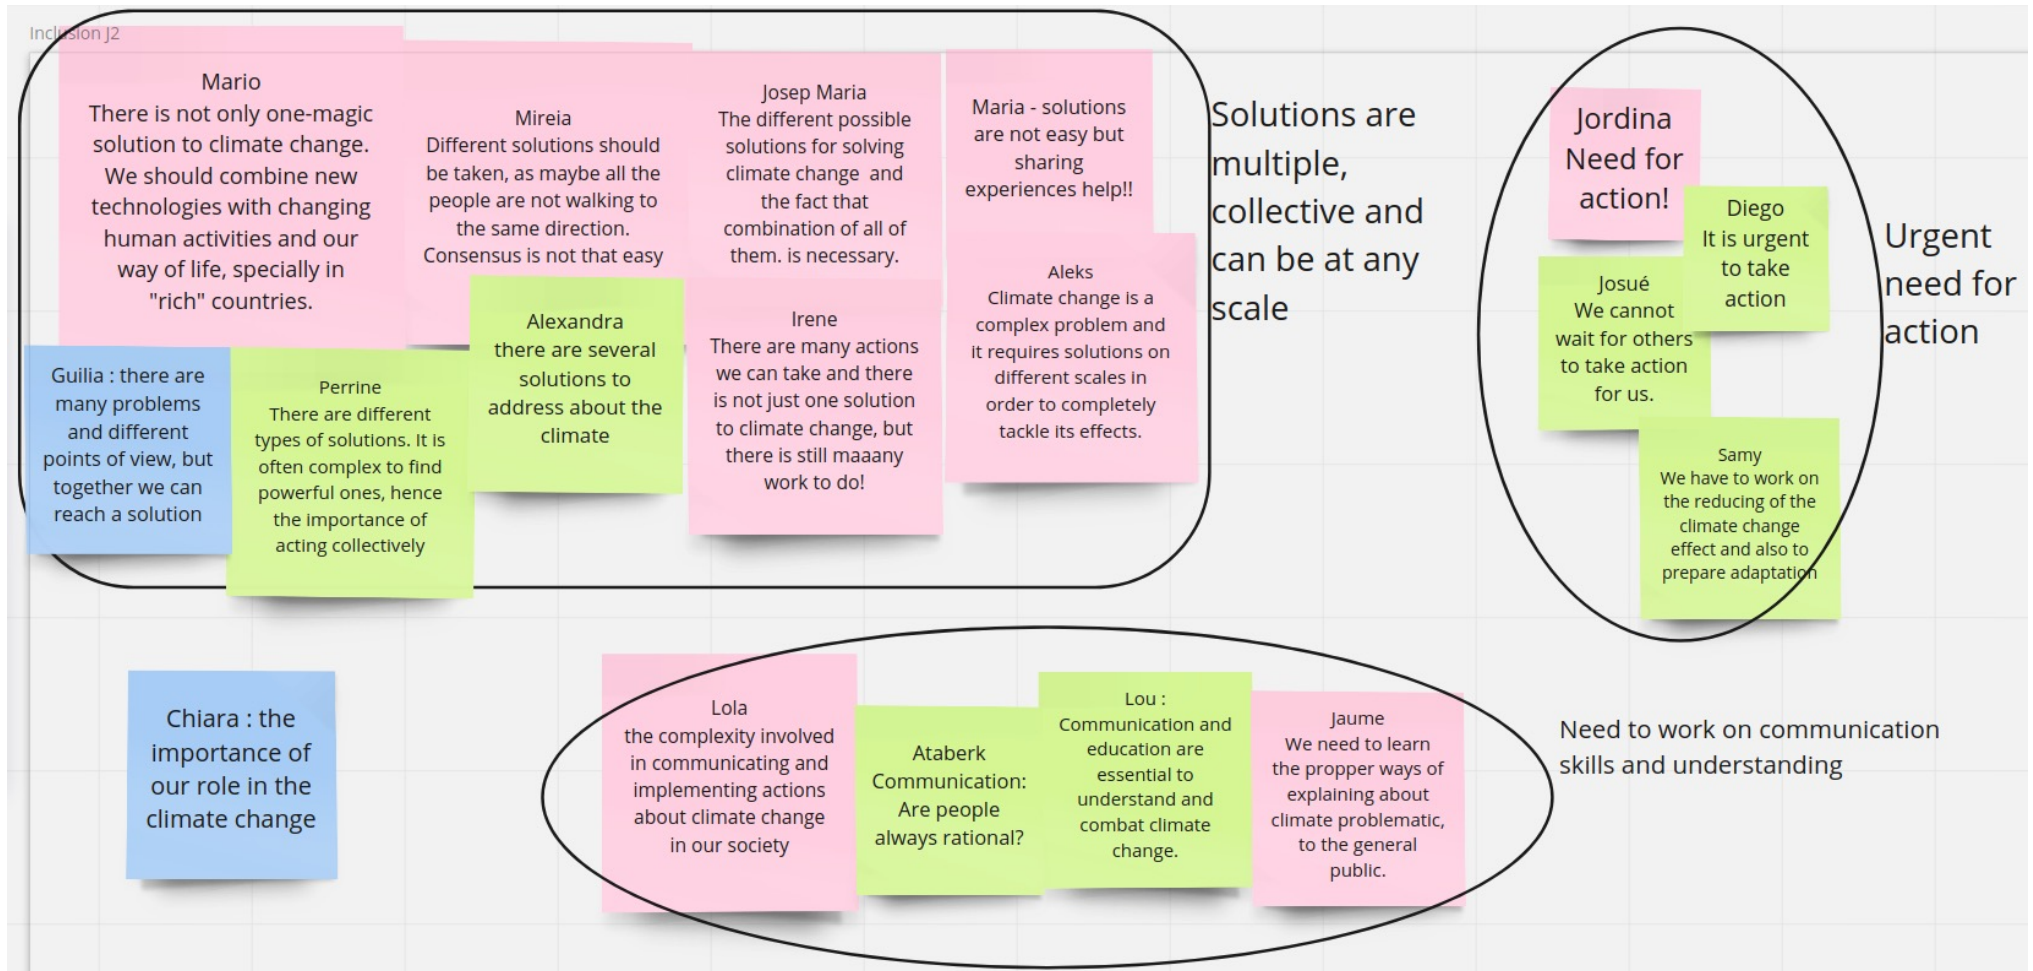 Inclusion J2
Mario
There is not only one-magic
solution to climate change.
We should combine new
technologies with changing
human activities and our
way of life, specially in
"rich" countries.
Mireia
Different solutions should
be taken, as maybe all the
people are not walking to
the same direction.
Consensus is not that easy
Josep Maria
The different possible
solutions for solving
climate change  and
the fact that
combination of all of
them. is necessary.
Maria - solutions
are not easy but
sharing
experiences help!!
Guilia : there are
many problems
and different
points of view, but
together we can
reach a solution
Perrine
There are different
types of solutions. It is
often complex to find
powerful ones, hence
the importance of
acting collectively
Alexandra
there are several
solutions to
address about the
climate
Irene
There are many actions
we can take and there
is not just one solution
to climate change, but
there is still maaany
work to do!
Aleks
Climate change is a
complex problem and
it requires solutions on
different scales in
order to completely
tackle its effects.
Solutions are
multiple,
collective and
can be at any
scale
Jordina
Need for
action!
Diego
It is urgent
to take
action
Josué
We cannot
wait for others
to take action
for us.
Samy
We have to work on
the reducing of the
climate change
effect and also to
prepare adaptation
Urgent
need for
action
Chiara : the
importance of
our role in the
climate change
Lola
the complexity involved
in communicating and
implementing actions
about climate change
in our society
Ataberk
Communication:
Are people
always rational?
Lou :
Communication and
education are
essential to
understand and
combat climate
change.
Jaume
We need to learn
the propper ways of
explaining about
climate problematic,
to the general
public.
Need to work on communication
skills and understanding